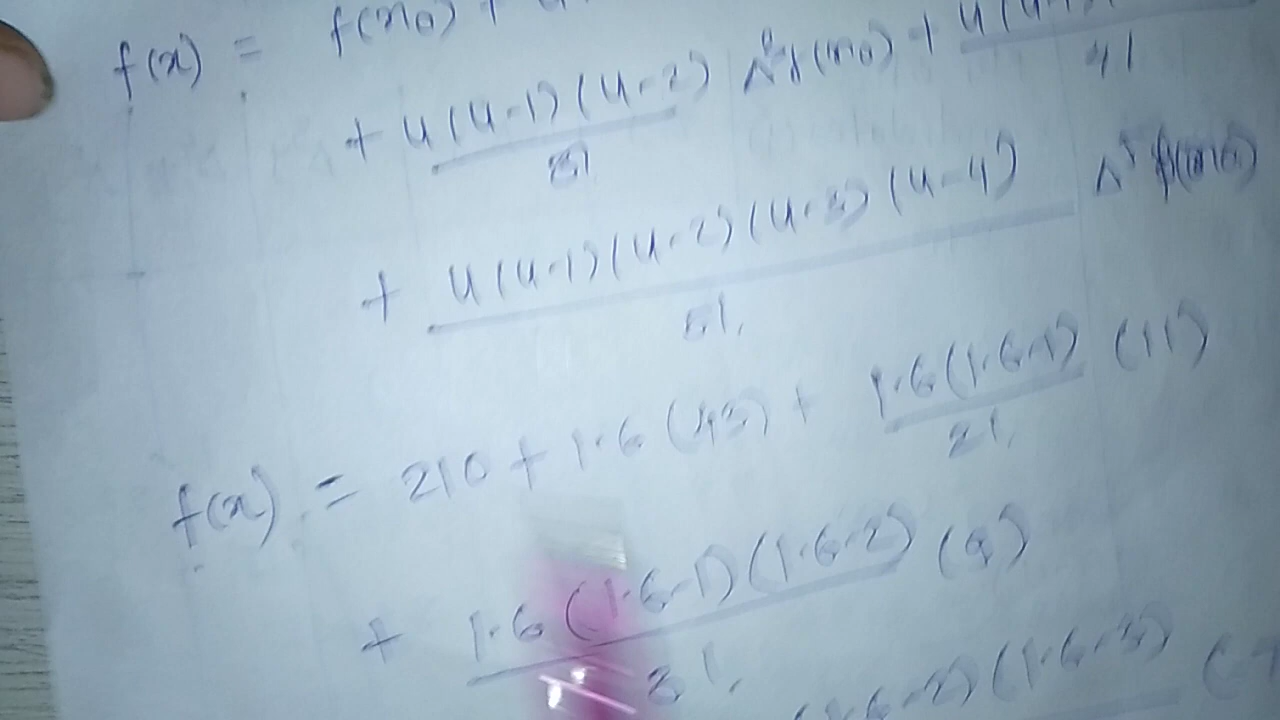 f(x) = f(x0) +
+ u(u-1)(u-2) / 3! Δ³f(x0) + u(u-1) / 4!
+ u(u-1)(u-2)(u-3)(u-4) / 5! Δ⁵ f(x0)
f(x) = 210 + 1.6 (43) + 1.6(1.6-1) / 2! (11)
+ 1.6(1.6-1)(1.6-2) / 3! (9)
1.6-2)(1.6-3)